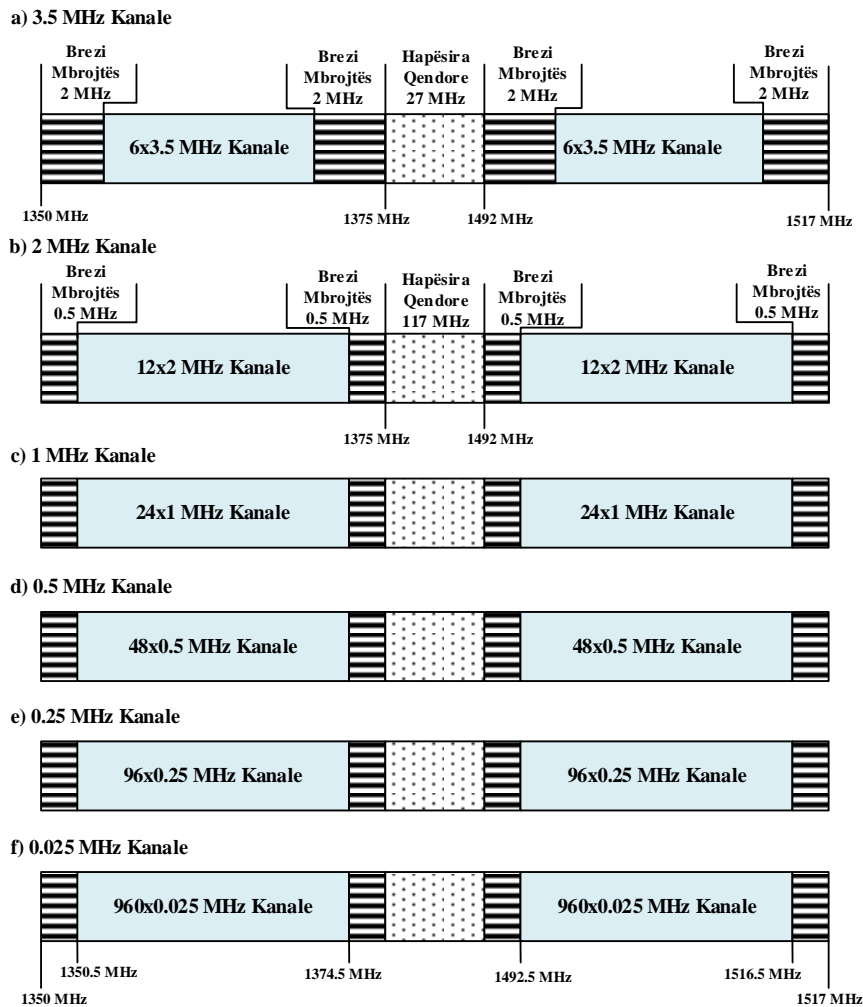 a) 3.5 MHz Kanale
Brezi
Mbrojtës
2 MHz
Brezi
Mbrojtës
2 MHz
Hapësira
Qendore
27 MHz
Brezi
Mbrojtës
2 MHz
Brezi
Mbrojtës
2 MHz
6x3.5 MHz Kanale
6x3.5 MHz Kanale
1350 MHz
1375 MHz
1492 MHz
1517 MHz
b) 2 MHz Kanale
Brezi
Mbrojtës
0.5 MHz
Brezi
Mbrojtës
0.5 MHz
Hapësira
Qendore
117 MHz
Brezi
Mbrojtës
0.5 MHz
Brezi
Mbrojtës
0.5 MHz
12x2 MHz Kanale
12x2 MHz Kanale
1375 MHz
1492 MHz
c) 1 MHz Kanale
24x1 MHz Kanale
24x1 MHz Kanale
d) 0.5 MHz Kanale
48x0.5 MHz Kanale
48x0.5 MHz Kanale
e) 0.25 MHz Kanale
96x0.25 MHz Kanale
96x0.25 MHz Kanale
f) 0.025 MHz Kanale
960x0.025 MHz Kanale
960x0.025 MHz Kanale
1350.5 MHz
1374.5 MHz
1492.5 MHz
1516.5 MHz
1350 MHz
1517 MHz